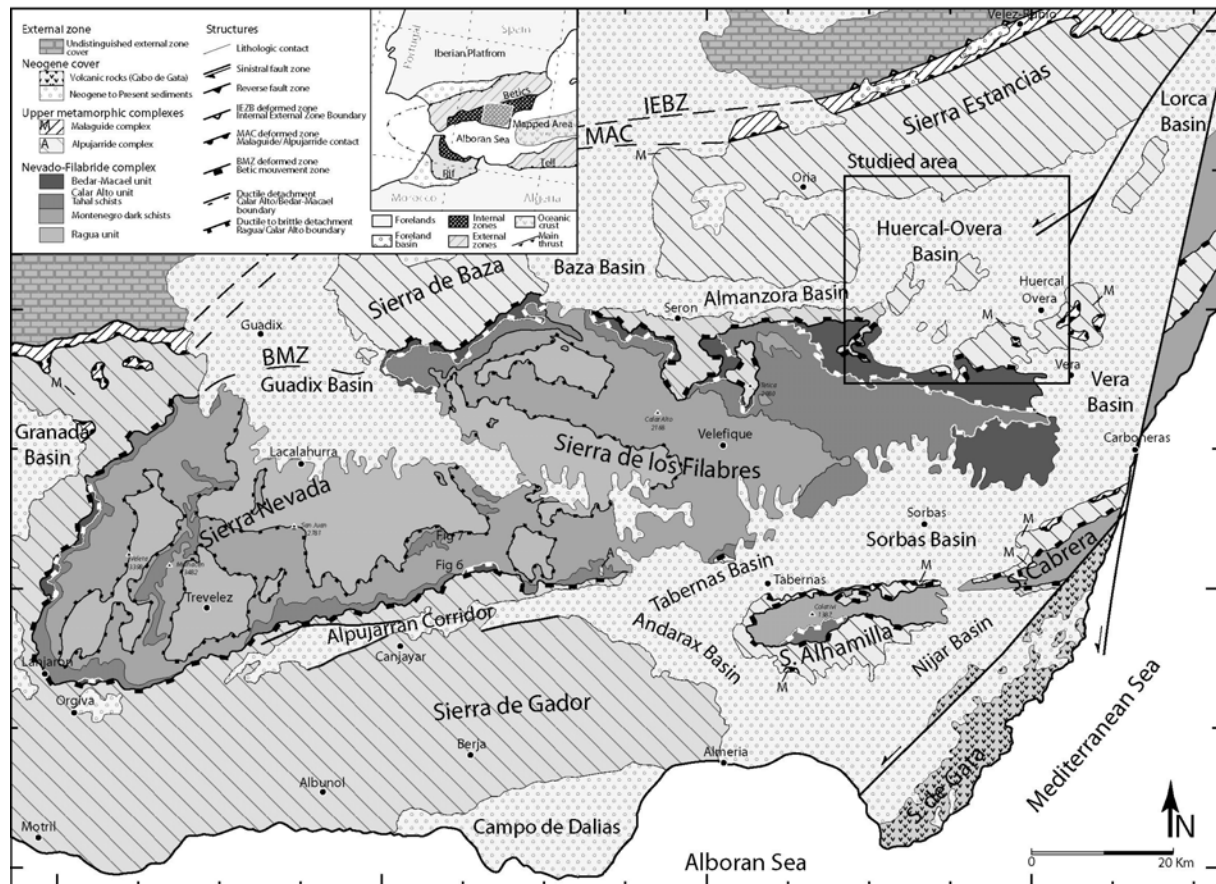 External zone
Undistinguished external zone
cover
Neogene cover
Volcanic rocks (Cabo de Gata)
Neogene to Present sediments
Upper metamorphic complexes
M
Malaguide complex
A
Alpujarride complex
Nevado-Filabride complex
Bedar-Macael unit
Calar Alto unit
Tahal schists
Montenegro dark schists
Ragua unit
Structures
Lithologic contact
Sinistral fault zone
Reverse fault zone
IEZB deformed zone
Internal External Zone Boundary
MAC deformed zone
Malaguide/Alpujarride contact
BMZ deformed zone
Betic mouvement zone
Ductile detachment
Calar Alto/Bedar-Macael
boundary
Ductile to brittle detachment
Ragua/Calar Alto boundary
Portugal
Spain
Iberian Platfrom
Betics
Mapped Area
Alboran Sea
Rif
Tell
Morocco
Algeria
Forelands
Internal
zones
Oceanic
crust
Foreland
basin
External
zones
Main
thrust
Velez-Rubio
IEBZ
MAC
M
Sierra Estancias
Lorca
Basin
Studied area
Oria
Huercal-Overa
Basin
Huercal
Overa
M
M
Sierra de Baza
Baza Basin
Almanzora Basin
Seron
Guadix
BMZ
Guadix Basin
M
Vera
Vera
Basin
Granada
Basin
Calar Alto
2168
Velefique
Carboneras
Lacalahurra
Sierra de los Filabres
Sierra Nevada
San Juan
2781
Fig 7
Fig 6
A
Sorbas
Sorbas Basin
M
M
M
S. Cabrera
Tabernas Basin
Tabernas
Trevelez
Alpujarran Corridor
Canjayar
Andarax Basin
S. Alhamilla
M
Nijar Basin
Lanjaron
Orgiva
Sierra de Gador
Berja
Almeria
Albunol
Motril
Campo de Dalias
S. de Gata
Mediterranean Sea
Alboran Sea
N
0
20 Km